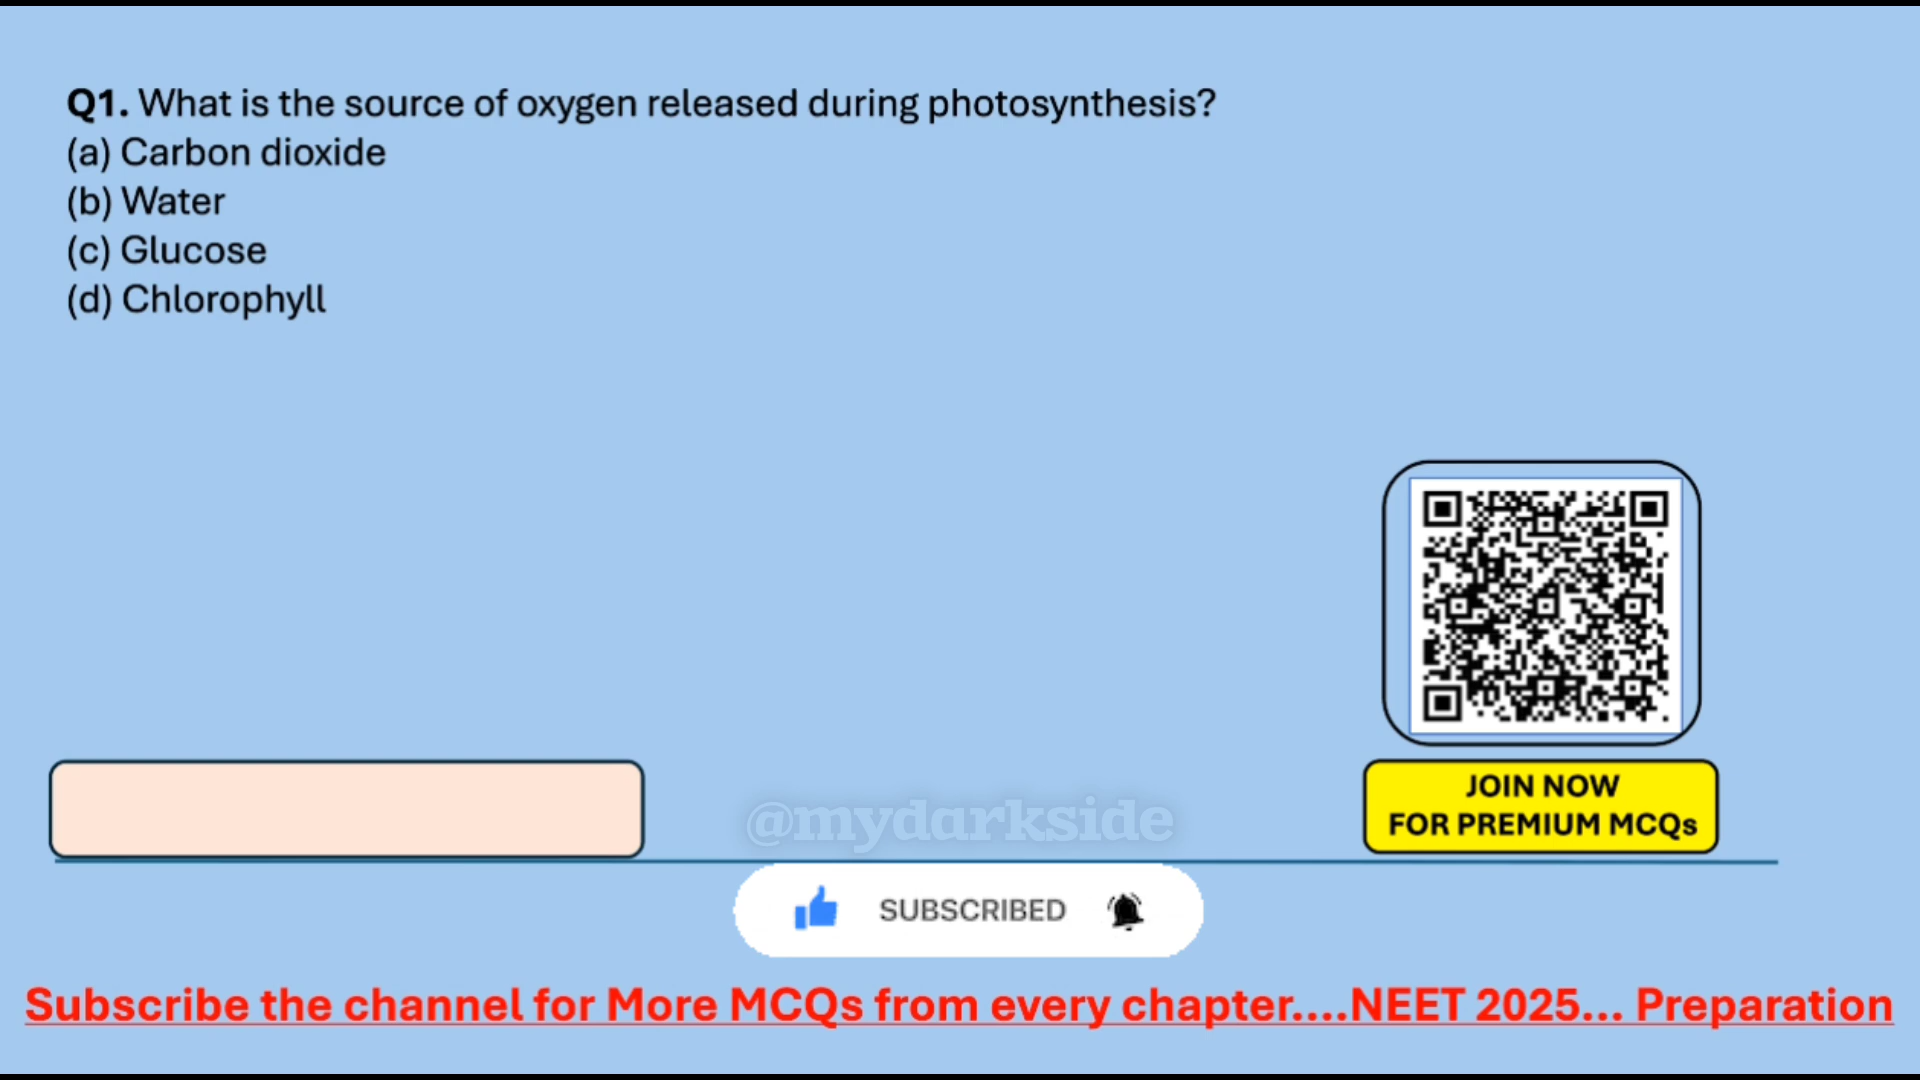 Q1. What is the source of oxygen released during photosynthesis?
(a) Carbon dioxide
(b) Water
(c) Glucose
(d) Chlorophyll
JOIN NOW
FOR PREMIUM MCQs
@mydarkside
SUBSCRIBED
Subscribe the channel for More MCQs from every chapter....NEET 2025... Preparation